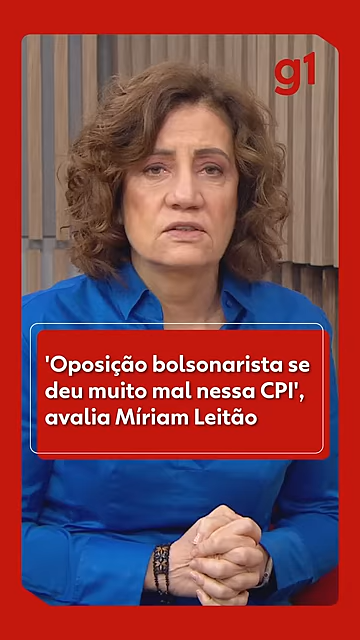 g1
'Oposição bolsonarista se
deu muito mal nessa CPI',
avalia Míriam Leitão